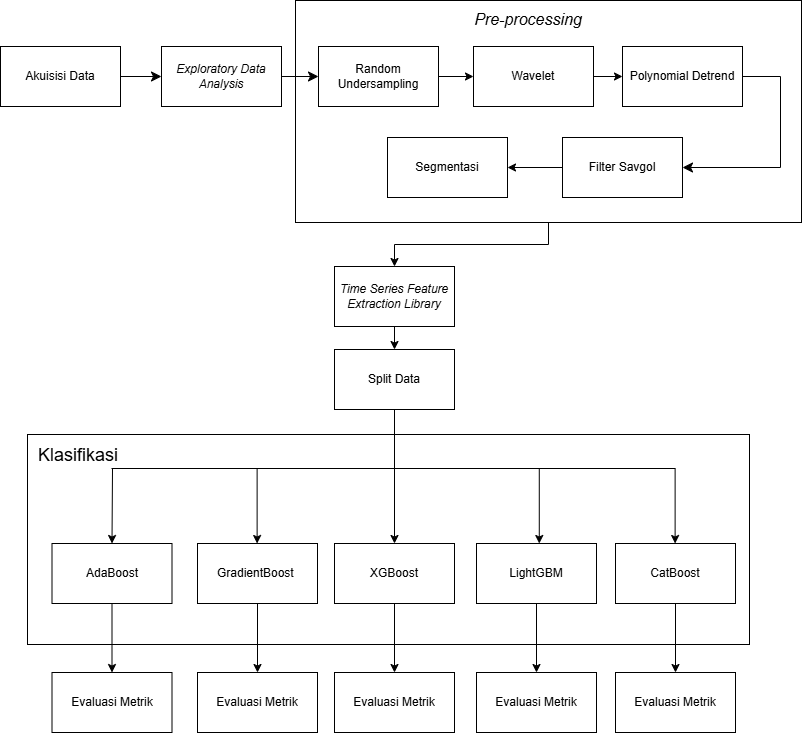 Pre-processing
Akuisisi Data
Exploratory Data
Analysis
Random
Undersampling
Wavelet
Polynomial Detrend
Segmentasi
Filter Savgol
Time Series Feature
Extraction Library
Split Data
Klasifikasi
AdaBoost
GradientBoost
XGBoost
LightGBM
CatBoost
Evaluasi Metrik
Evaluasi Metrik
Evaluasi Metrik
Evaluasi Metrik
Evaluasi Metrik